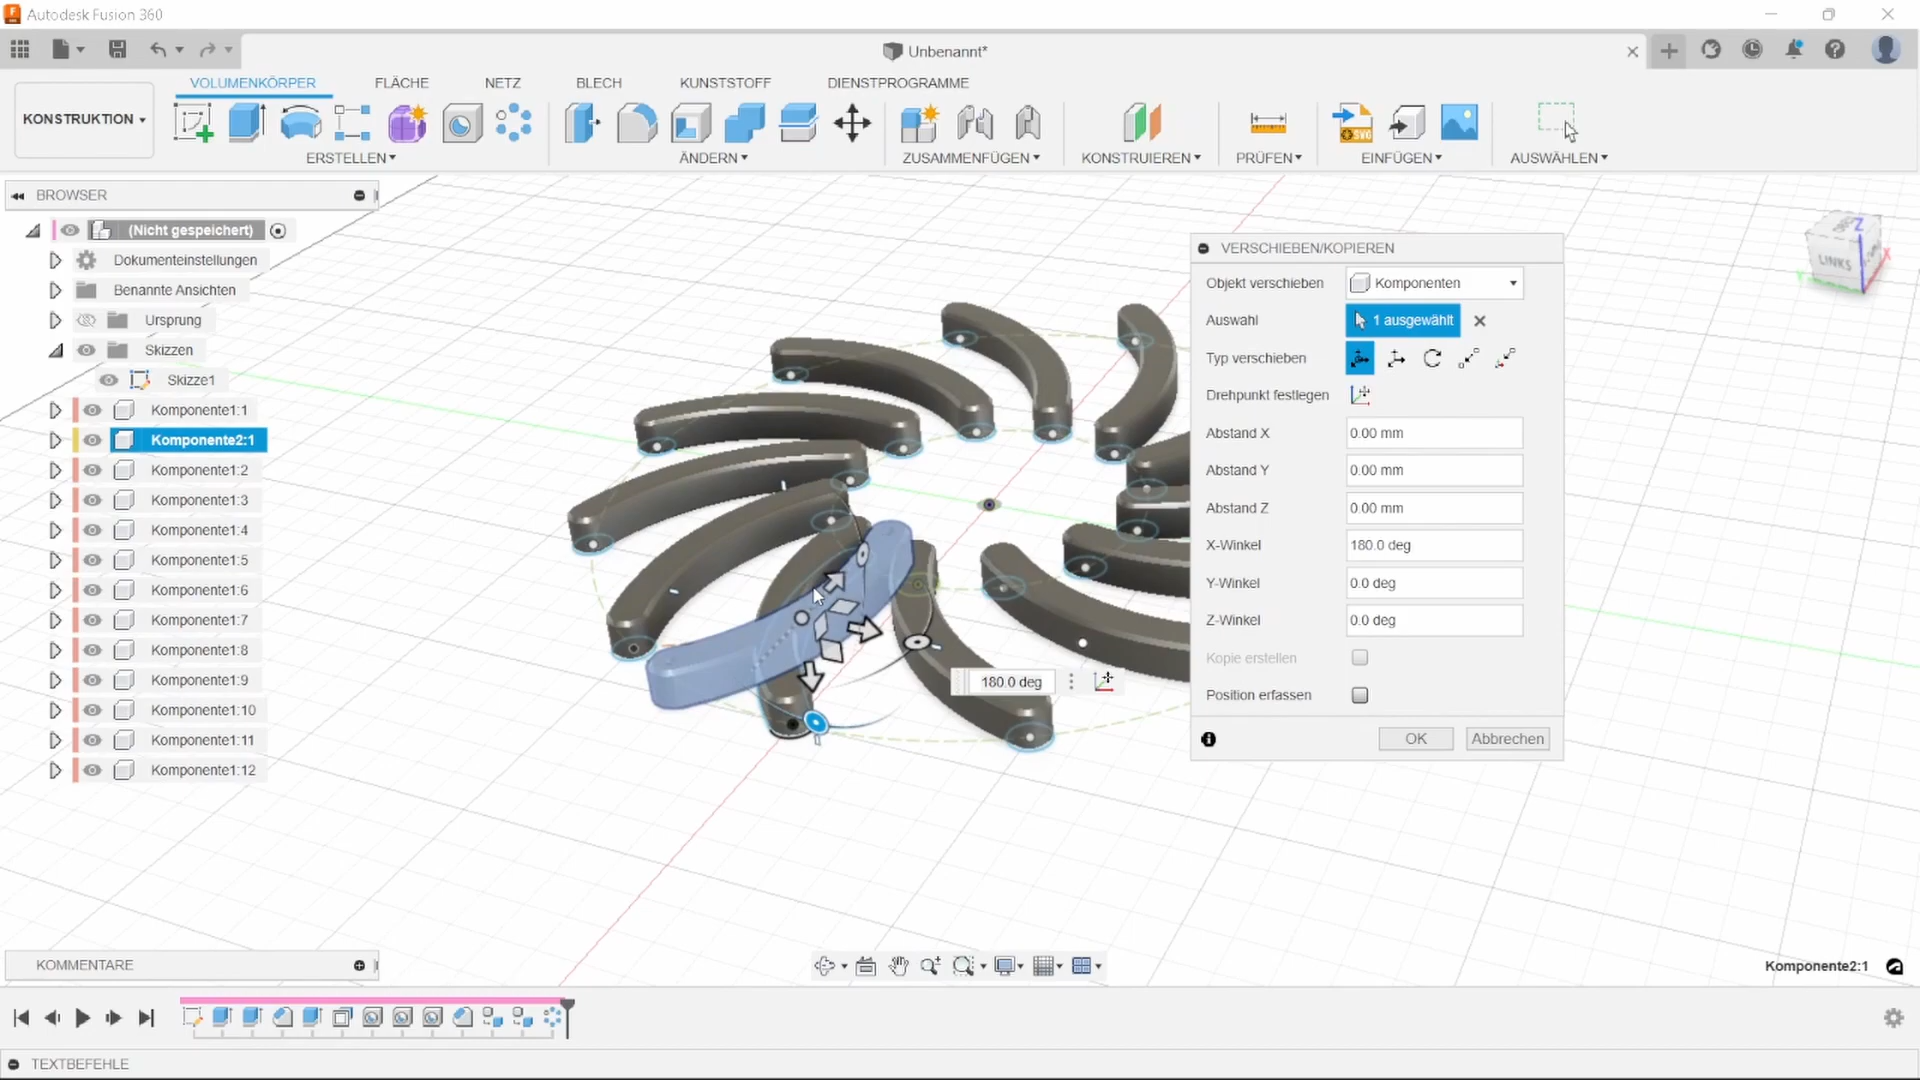 Autodesk Fusion 360
Unbenannt*
VOLUMENKÖRPER FLÄCHE NETZ BLECH KUNSTSTOFF DIENSTPROGRAMME
KONSTRUKTION
ERSTELLEN ÄNDERN ZUSAMMENFÜGEN KONSTRUIEREN PRÜFEN EINFÜGEN AUSWÄHLEN
SVG
BROWSER
(Nicht gespeichert)
Dokumenteinstellungen
Benannte Ansichten
Ursprung
Skizzen
Skizze1
Komponente1:1
Komponente2:1
Komponente1:2
Komponente1:3
Komponente1:4
Komponente1:5
Komponente1:6
Komponente1:7
Komponente1:8
Komponente1:9
Komponente1:10
Komponente1:11
Komponente1:12
Z
LINKS
X
Y
VERSCHIEBEN/KOPIEREN
Objekt verschieben Komponenten
Auswahl 1 ausgewählt
Typ verschieben
Drehpunkt festlegen
Abstand X 0.00 mm
Abstand Y 0.00 mm
Abstand Z 0.00 mm
X-Winkel 180.0 deg
Y-Winkel 0.0 deg
Z-Winkel 0.0 deg
Kopie erstellen
Position erfassen
OK Abbrechen
180.0 deg
KOMMENTARE
Komponente2:1
TEXTBEFEHLE